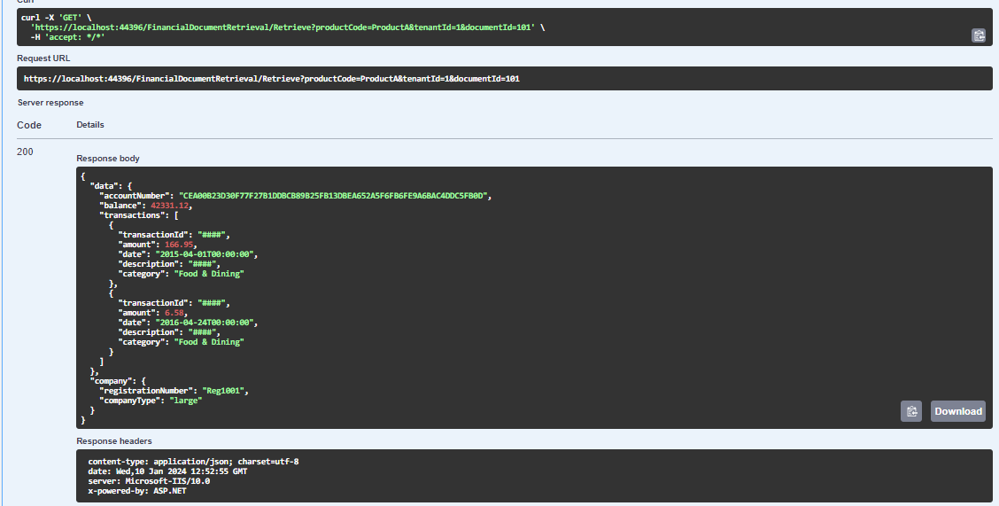 Curl
curl -X 'GET' \
'https://localhost:44396/FinancialDocumentRetrieval/Retrieve?productCode=ProductA&tenantId=1&documentId=101' \
-H 'accept: */*'
Request URL
https://localhost:44396/FinancialDocumentRetrieval/Retrieve?productCode=ProductA&tenantId=1&documentId=101
Server response
Code Details
200
Response body
{
"data": {
"accountNumber": "CEA00B23D30F77F27B1DDBCB89B25FB13DBEA652A5F6FB6FE9A6BAC4DDC5FB0D",
"balance": 42331.12,
"transactions": [
{
"transactionId": "####",
"amount": 166.95,
"date": "2015-04-01T00:00:00",
"description": "####",
"category": "Food & Dining"
},
{
"transactionId": "####",
"amount": 6.58,
"date": "2016-04-24T00:00:00",
"description": "####",
"category": "Food & Dining"
}
]
},
"company": {
"registrationNumber": "Reg1001",
"companyType": "large"
}
}
Download
Response headers
content-type: application/json; charset=utf-8
date: Wed,10 Jan 2024 12:52:55 GMT
server: Microsoft-IIS/10.0
x-powered-by: ASP.NET